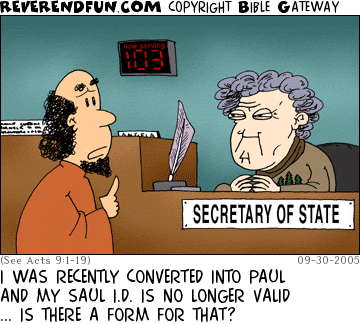 REVERENDFUN.COM COPYRIGHT BIBLE GATEWAY
now serving
103
ANGELA
SECRETARY OF STATE
(See Acts 9:1-19) 09-30-2005
I WAS RECENTLY CONVERTED INTO PAUL
AND MY SAUL I.D. IS NO LONGER VALID
... IS THERE A FORM FOR THAT?